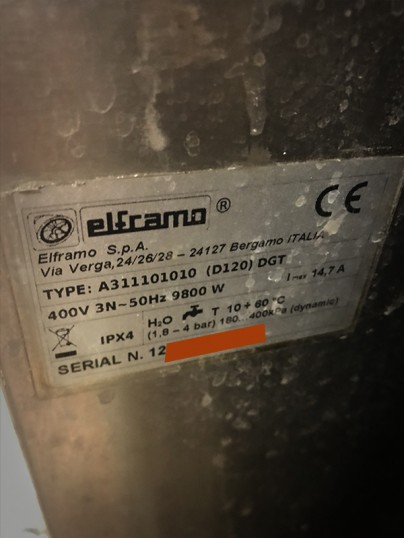 elframo ®
CE
Elframo S.p.A.
Via Verga,24/26/28 – 24127 Bergamo ITALIA
TYPE: A311101010 (D120) DGT
400V 3N~50Hz 9800 W Imax 14,7 A
IPX4
H₂O T 10÷60 °C
(1,8 – 4 bar) 180...400kPa (dynamic)
SERIAL N. 12